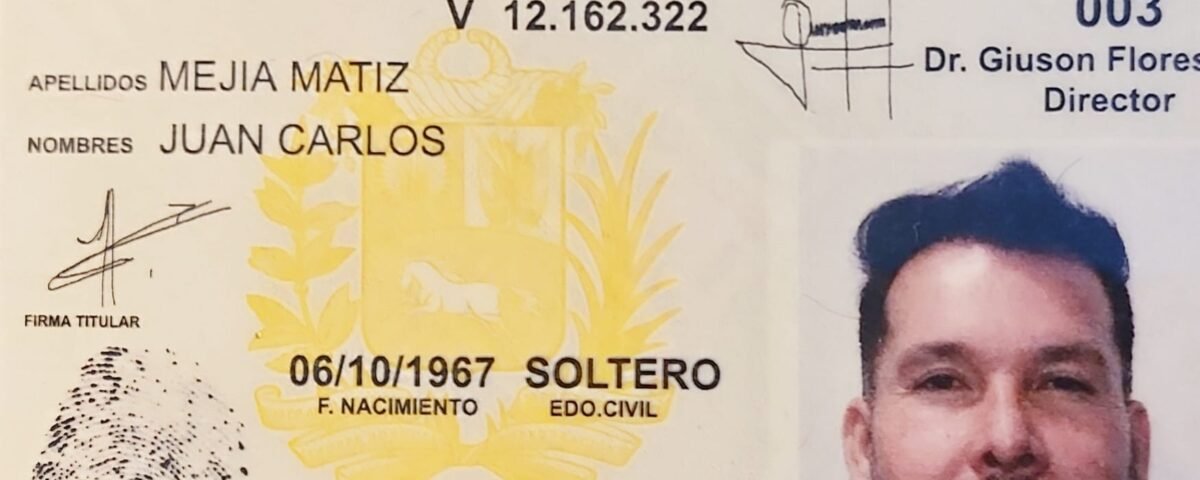 V 12.162.322
003
Dr. Giuson Flores
Director
APELLIDOS MEJIA MATIZ
NOMBRES JUAN CARLOS
FIRMA TITULAR
06/10/1967 SOLTERO
F. NACIMIENTO EDO.CIVIL